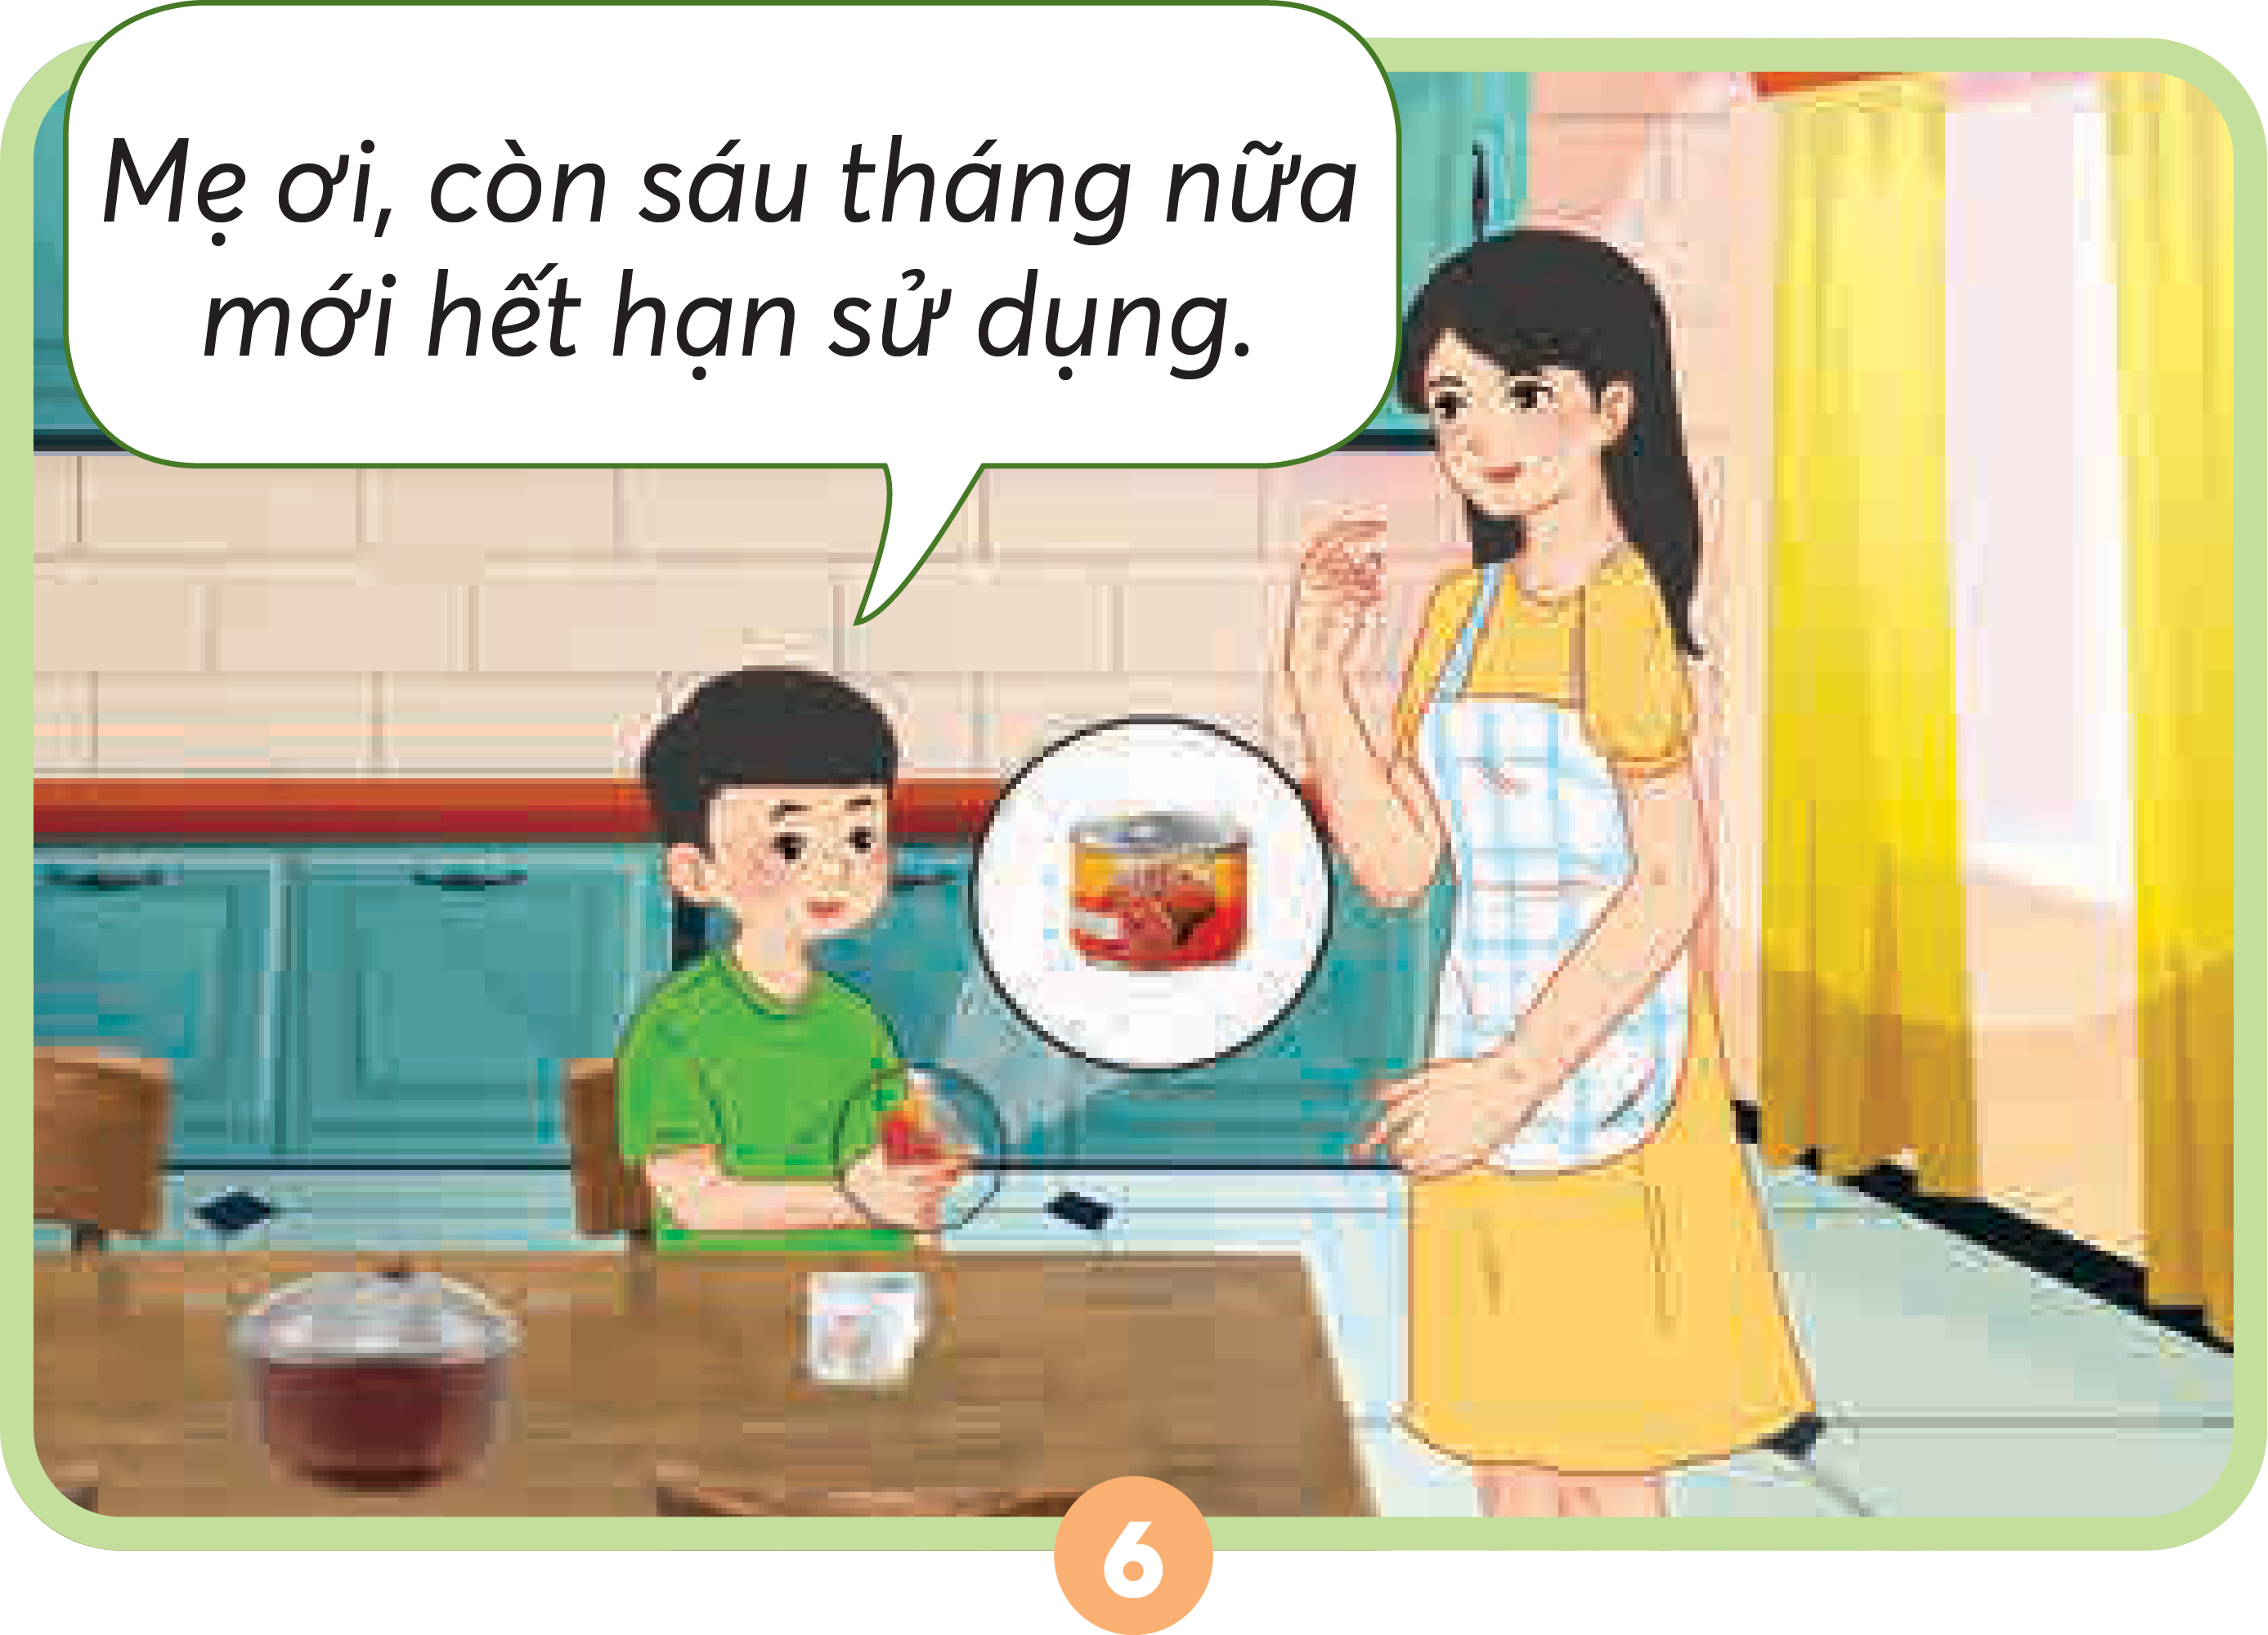 Mẹ ơi, còn sáu tháng nữa
mới hết hạn sử dụng.
6